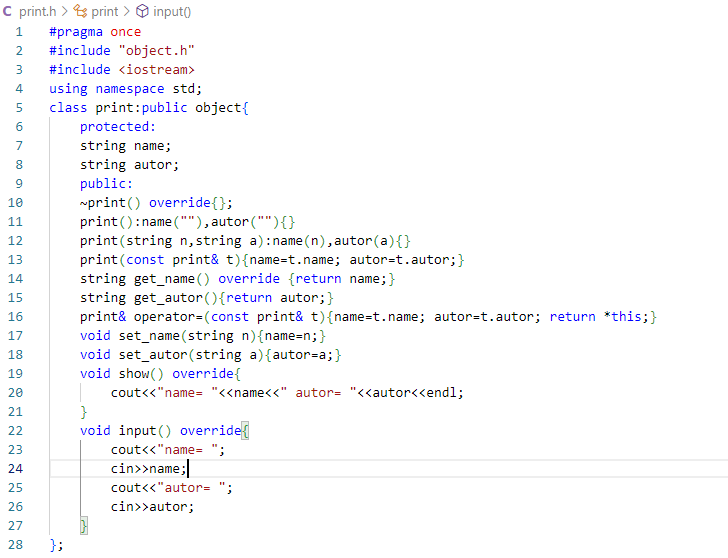 print.h > print > input()
1 #pragma once
2 #include "object.h"
3 #include <iostream>
4 using namespace std;
5 class print:public object{
6     protected:
7     string name;
8     string autor;
9     public:
10     ~print() override{};
11     print():name(""),autor(""){}
12     print(string n,string a):name(n),autor(a){}
13     print(const print& t){name=t.name; autor=t.autor;}
14     string get_name() override {return name;}
15     string get_autor(){return autor;}
16     print& operator=(const print& t){name=t.name; autor=t.autor; return *this;}
17     void set_name(string n){name=n;}
18     void set_autor(string a){autor=a;}
19     void show() override{
20         cout<<"name= "<<name<<" autor= "<<autor<<endl;
21     }
22     void input() override{
23         cout<<"name= ";
24         cin>>name;
25         cout<<"autor= ";
26         cin>>autor;
27     }
28 };